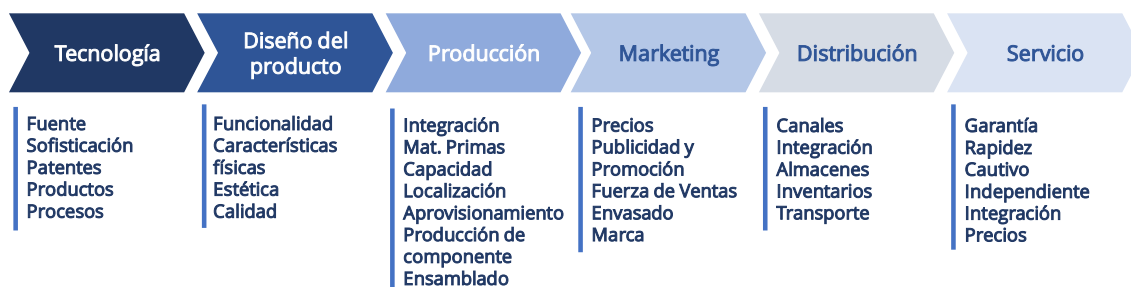 Tecnología
Diseño del
producto
Producción
Marketing
Distribución
Servicio
Fuente
Sofisticación
Patentes
Productos
Procesos
Funcionalidad
Características
físicas
Estética
Calidad
Integración
Mat. Primas
Capacidad
Localización
Aprovisionamiento
Producción de
componente
Ensamblado
Precios
Publicidad y
Promoción
Fuerza de Ventas
Envasado
Marca
Canales
Integración
Almacenes
Inventarios
Transporte
Garantía
Rapidez
Cautivo
Independiente
Integración
Precios